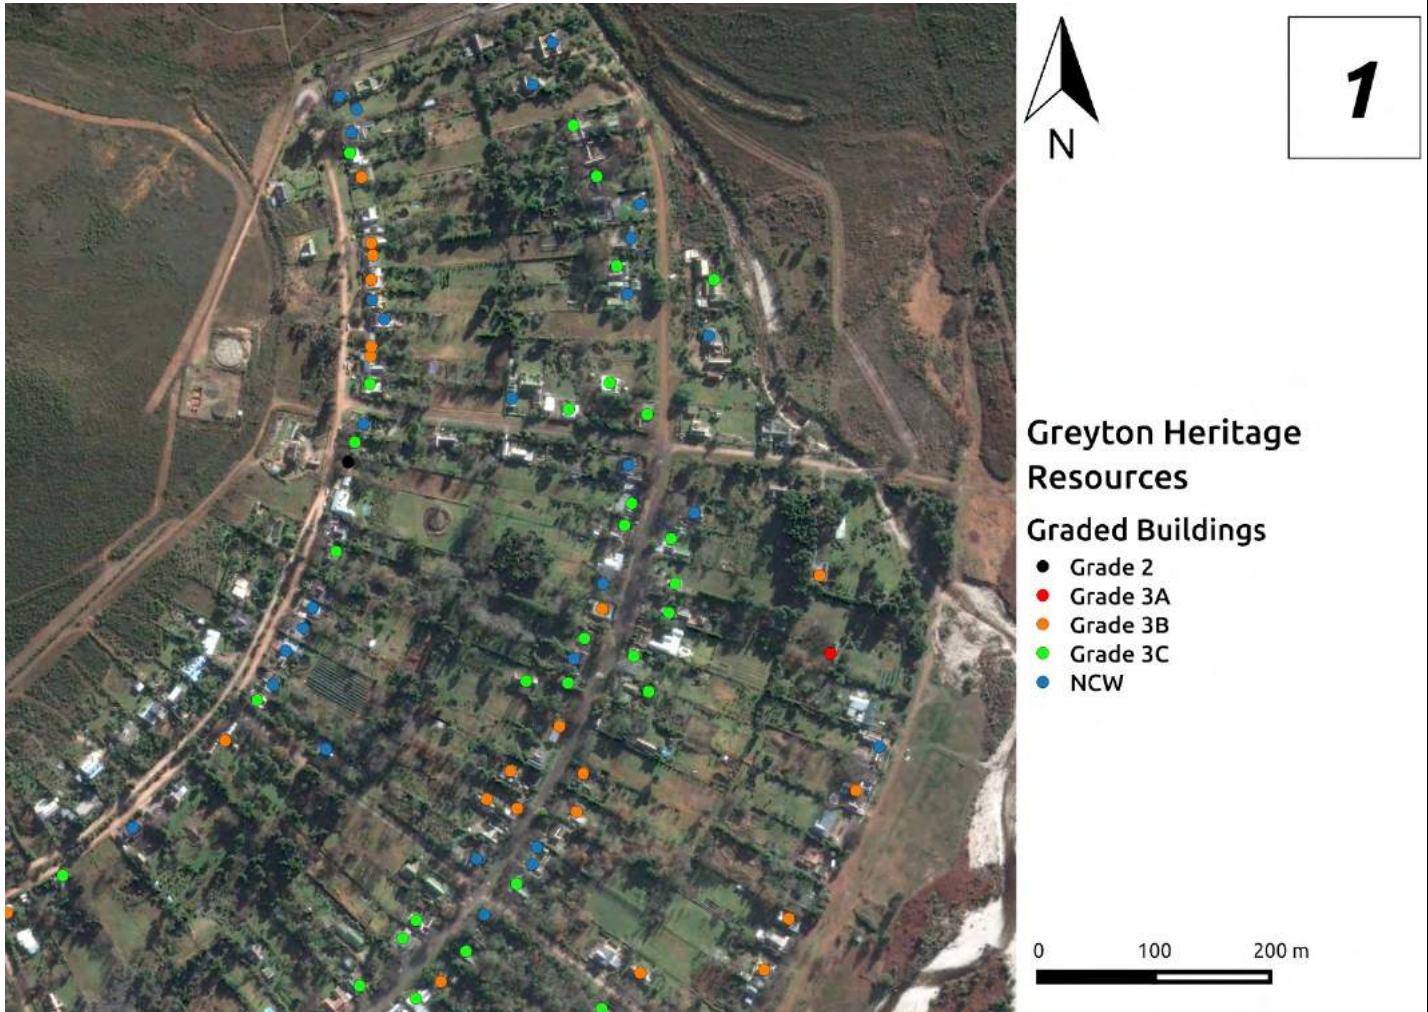 N
1
Greyton Heritage
Resources
Graded Buildings
Grade 2
Grade 3A
Grade 3B
Grade 3C
NCW
0 100 200 m